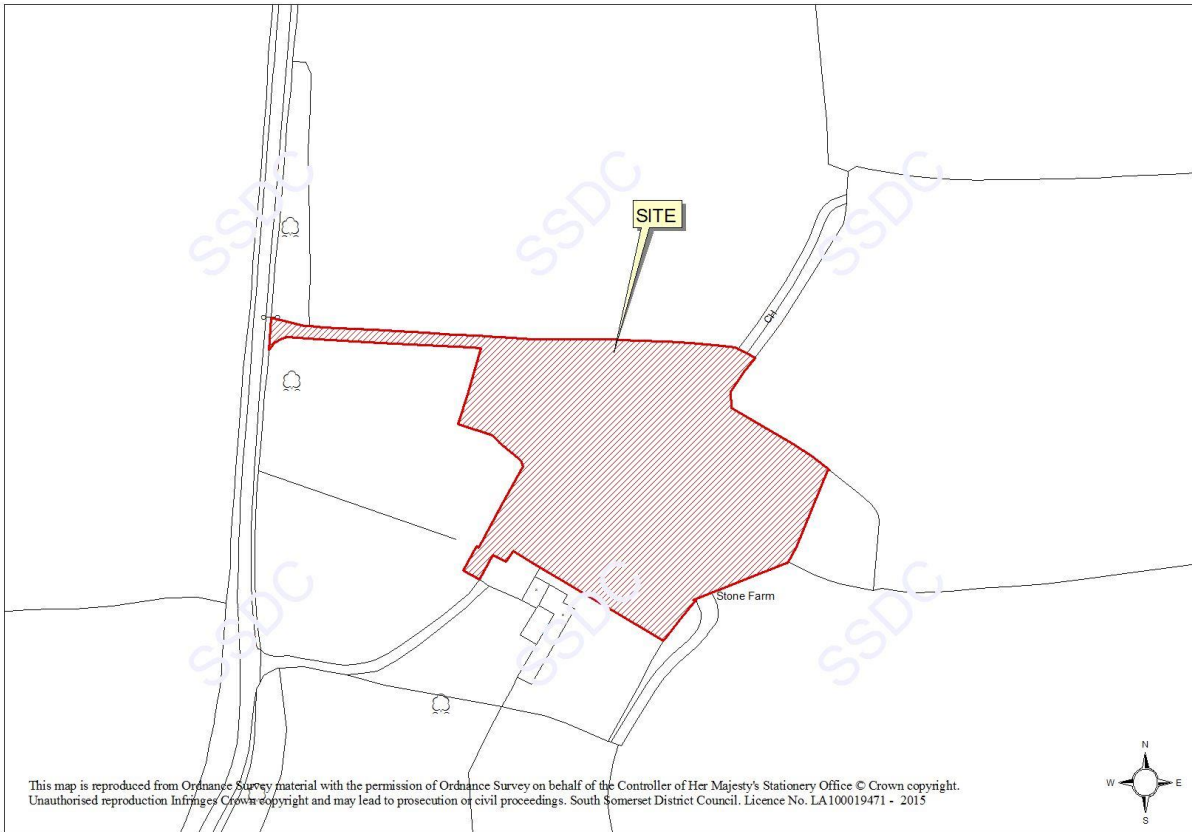 SSDC
SSDC
SSDC
SITE
CH
Stone Farm
SSDC
SSDC
SSDC
N
W
E
S
This map is reproduced from Ordnance Survey material with the permission of Ordnance Survey on behalf of the Controller of Her Majesty's Stationery Office © Crown copyright.
Unauthorised reproduction Infringes Crown copyright and may lead to prosecution or civil proceedings. South Somerset District Council. Licence No. LA100019471 - 2015